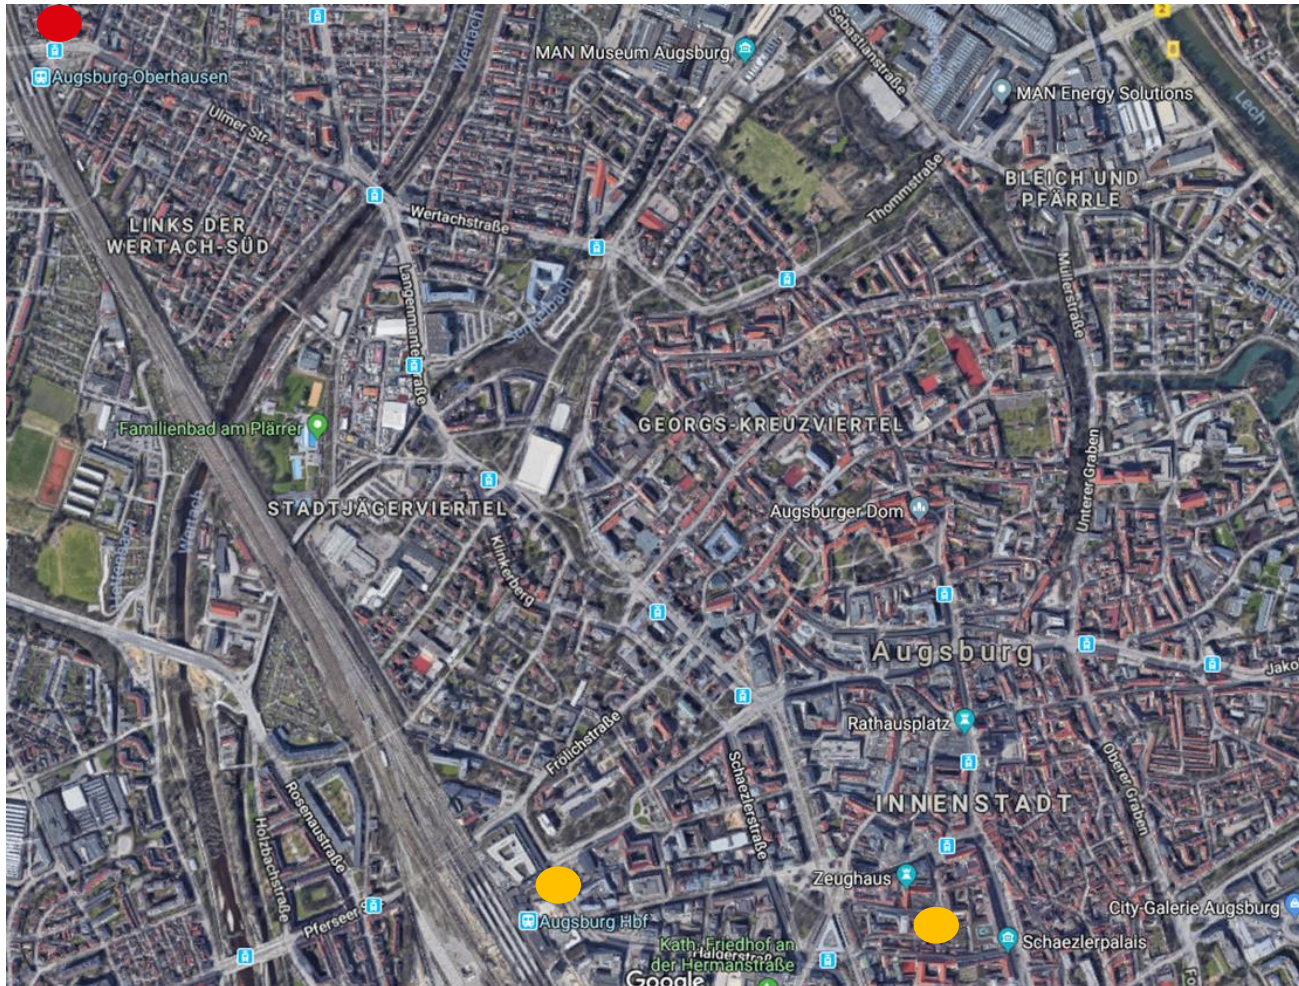 MAN Museum Augsburg
Sebastianstraße
Wertach
2
8
Lech
Augsburg-Oberhausen
MAN Energy Solutions
Ulmer Str.
Thommstraße
BLEICH UND
PFÄRRLE
LINKS DER
WERTACH-SÜD
Wertachstraße
Müllerstraße
Familienbad am Plärrer
GEORGS-KREUZVIERTEL
Unterer Graben
STADTJÄGERVIERTEL
Augsburger Dom
Wertach
Klinkerberg
Augsburg
Jako
Rathausplatz
Frölichstraße
Schaezlerstraße
Oberer Graben
INNENSTADT
Rosenaustraße
Holzbachstraße
Zeughaus
Pferseer S
Augsburg Hbf
City-Galerie Augsburg
Schaezlerpalais
Kath. Friedhof an
der Hermanstraße
Google